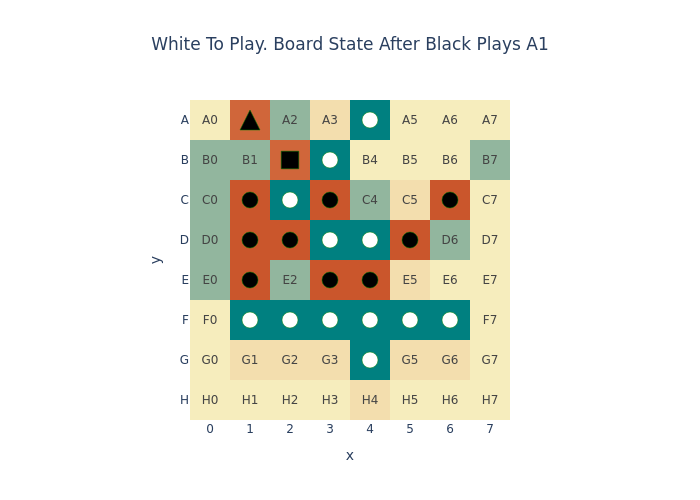 White To Play. Board State After Black Plays A1
A A0 A2 A3 A5 A6 A7
B B0 B1 B4 B5 B6 B7
C C0 C4 C5 C7
D D0 D6 D7
E E0 E2 E5 E6 E7
F F0 F7
G G0 G1 G2 G3 G5 G6 G7
H H0 H1 H2 H3 H4 H5 H6 H7
0 1 2 3 4 5 6 7
x
y